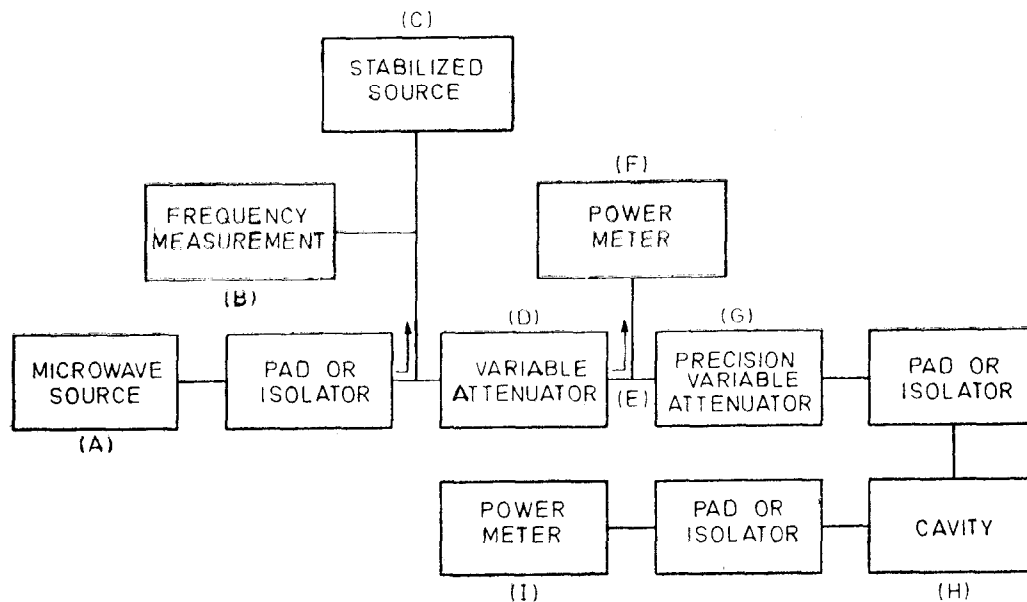 (C)
STABILIZED
SOURCE
(F)
POWER
METER
FREQUENCY
MEASUREMENT
(B)
(D)
(G)
MICROWAVE
SOURCE
(A)
PAD OR
ISOLATOR
VARIABLE
ATTENUATOR
(E)
PRECISION
VARIABLE
ATTENUATOR
PAD OR
ISOLATOR
POWER
METER
(I)
PAD OR
ISOLATOR
CAVITY
(H)